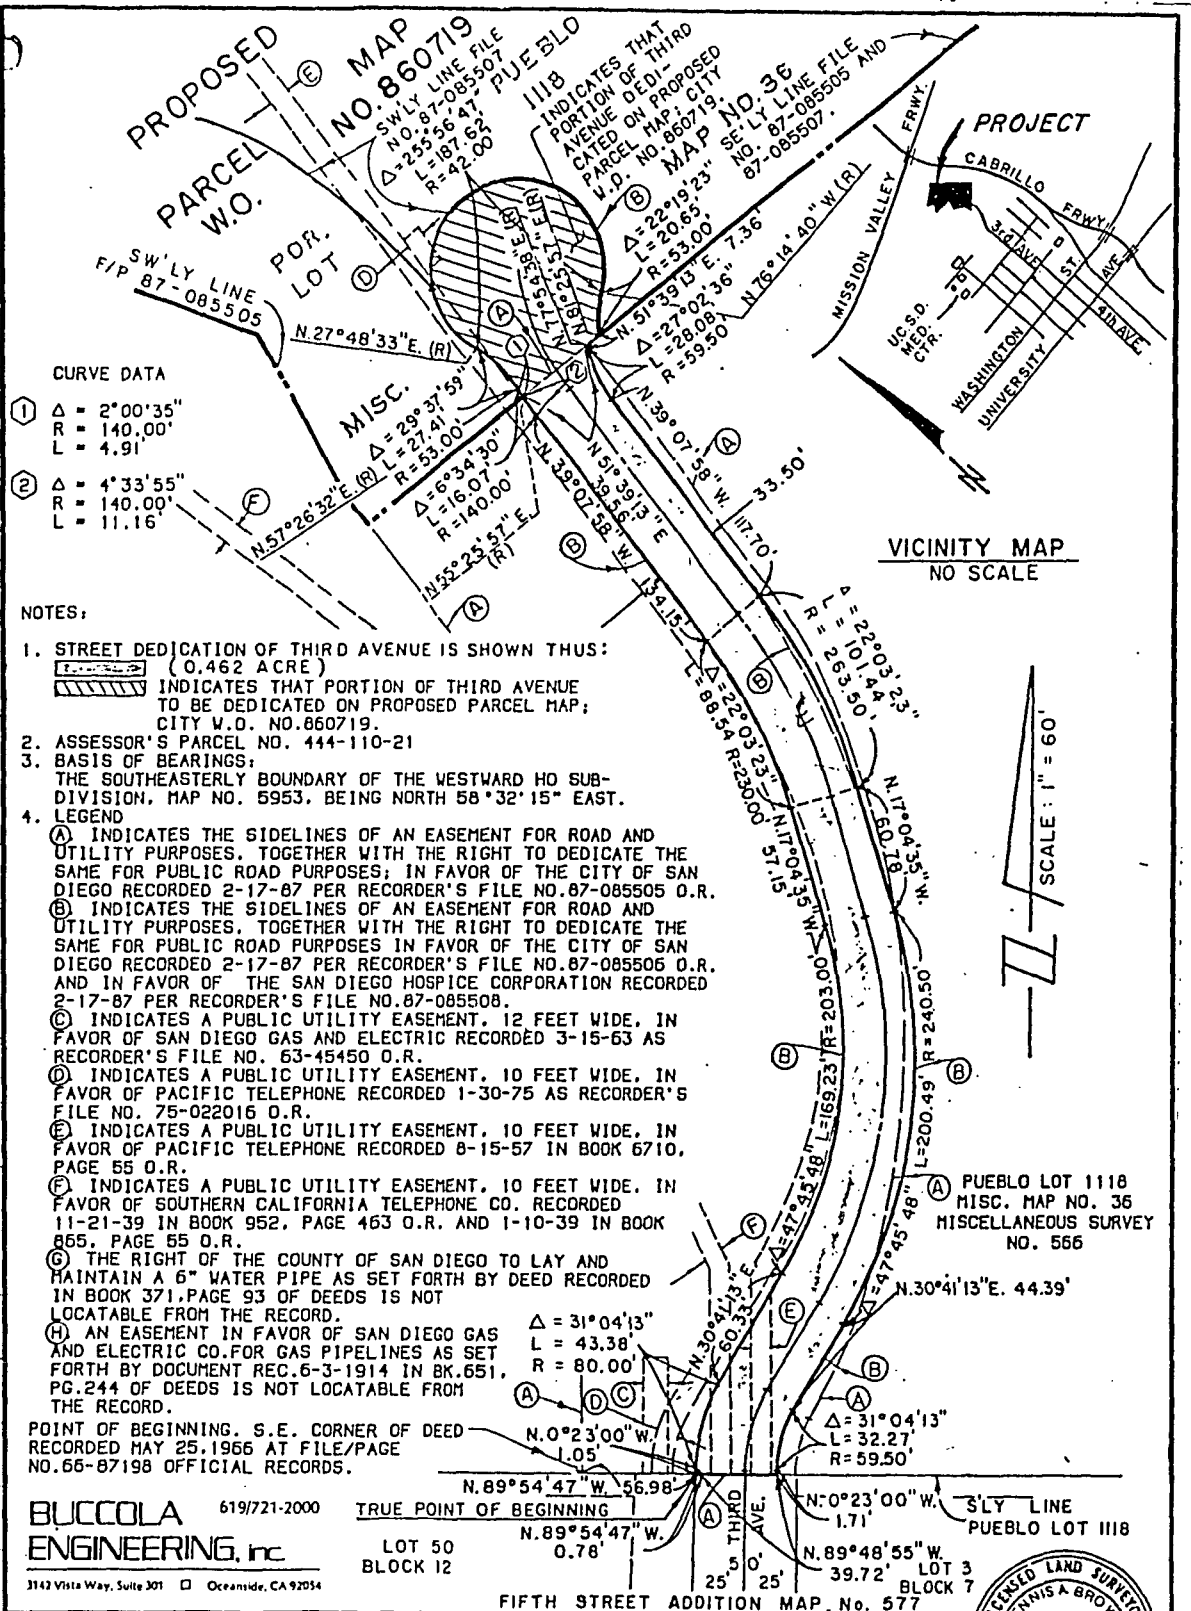 PROPOSED
MAP
NO. 860719
PARCEL
W.O.
POR.
LOT
SW'LY LINE FILE
NO. 87-085507
Δ=255°56'47"
L=187.62'
R=42.00'
PUEBLO
1118
INDICATES THAT
PORTION OF THIRD
AVENUE DEDI-
CATED ON PROPOSED
PARCEL MAP; CITY
W.O. NO. 860719.
MAP NO. 36
SE'LY LINE FILE
NO. 87-085505 AND
87-085507.
Δ=22°19'23"
L=20.65'
R=53.00'
N.51°39'13"E. 7.36'
N76°14'40"W(R)
Δ=27°02'36"
L=28.08'
R=59.50'
N.77°54'38"E(R)
N.81°25'57"E(R)
SW'LY LINE
F/P 87-085505
N.27°48'33"E. (R)
MISC.
Δ=29°37'59"
L=27.41'
R=53.00'
Δ=6°34'30"
L=16.07'
R=140.00'
N.57°26'32"E.(R)
N55°25'57"E.
(R)
N51°39'13"E
39.56'
N.39°07'58"W. 117.70'
33.50'
N.39°07'58"W. 134.15'
PROJECT
MISSION VALLEY FRWY.
CABRILLO FRWY.
3rd AVE.
4th AVE.
WASHINGTON ST.
UNIVERSITY AVE
U.C.S.D.
MED.
CTR.
N
VICINITY MAP
NO SCALE
CURVE DATA
1 Δ = 2°00'35"
R = 140.00'
L = 4.91'
2 Δ = 4°33'55"
R = 140.00'
L = 11.16'
NOTES:
1. STREET DEDICATION OF THIRD AVENUE IS SHOWN THUS:
(0.462 ACRE)
INDICATES THAT PORTION OF THIRD AVENUE
TO BE DEDICATED ON PROPOSED PARCEL MAP;
CITY W.O. NO.860719.
2. ASSESSOR'S PARCEL NO. 444-110-21
3. BASIS OF BEARINGS:
THE SOUTHEASTERLY BOUNDARY OF THE WESTWARD HO SUB-
DIVISION, MAP NO. 5953. BEING NORTH 58°32'15" EAST.
4. LEGEND
(A) INDICATES THE SIDELINES OF AN EASEMENT FOR ROAD AND
UTILITY PURPOSES. TOGETHER WITH THE RIGHT TO DEDICATE THE
SAME FOR PUBLIC ROAD PURPOSES; IN FAVOR OF THE CITY OF SAN
DIEGO RECORDED 2-17-87 PER RECORDER'S FILE NO.87-085505 O.R.
(B) INDICATES THE SIDELINES OF AN EASEMENT FOR ROAD AND
UTILITY PURPOSES. TOGETHER WITH THE RIGHT TO DEDICATE THE
SAME FOR PUBLIC ROAD PURPOSES IN FAVOR OF THE CITY OF SAN
DIEGO RECORDED 2-17-87 PER RECORDER'S FILE NO.87-085506 O.R.
AND IN FAVOR OF THE SAN DIEGO HOSPICE CORPORATION RECORDED
2-17-87 PER RECORDER'S FILE NO.87-085508.
(C) INDICATES A PUBLIC UTILITY EASEMENT, 12 FEET WIDE, IN
FAVOR OF SAN DIEGO GAS AND ELECTRIC RECORDED 3-15-63 AS
RECORDER'S FILE NO. 63-45450 O.R.
(D) INDICATES A PUBLIC UTILITY EASEMENT, 10 FEET WIDE, IN
FAVOR OF PACIFIC TELEPHONE RECORDED 1-30-75 AS RECORDER'S
FILE NO. 75-022016 O.R.
(E) INDICATES A PUBLIC UTILITY EASEMENT, 10 FEET WIDE, IN
FAVOR OF PACIFIC TELEPHONE RECORDED 8-15-57 IN BOOK 6710,
PAGE 55 O.R.
(F) INDICATES A PUBLIC UTILITY EASEMENT, 10 FEET WIDE, IN
FAVOR OF SOUTHERN CALIFORNIA TELEPHONE CO. RECORDED
11-21-39 IN BOOK 952, PAGE 463 O.R. AND 1-10-39 IN BOOK
865, PAGE 55 O.R.
(G) THE RIGHT OF THE COUNTY OF SAN DIEGO TO LAY AND
MAINTAIN A 6" WATER PIPE AS SET FORTH BY DEED RECORDED
IN BOOK 371,PAGE 93 OF DEEDS IS NOT
LOCATABLE FROM THE RECORD.
(H) AN EASEMENT IN FAVOR OF SAN DIEGO GAS
AND ELECTRIC CO.FOR GAS PIPELINES AS SET
FORTH BY DOCUMENT REC.6-3-1914 IN BK.651,
PG.244 OF DEEDS IS NOT LOCATABLE FROM
THE RECORD.
POINT OF BEGINNING. S.E. CORNER OF DEED
RECORDED MAY 25,1966 AT FILE/PAGE
NO.66-87198 OFFICIAL RECORDS.
Δ=22°03'23"
L=101.44'
R=263.50'
Δ=22°03'23"
L=88.54' R=230.00'
N.17°04'35"W.
60.78'
N.17°04'35"W.
57.15'
SCALE: 1" = 60'
Δ=47°45'48" L=169.23' R=203.00'
Δ=47°45'48" L=200.49' R=240.50'
PUEBLO LOT 1118
MISC. MAP NO. 36
MISCELLANEOUS SURVEY
NO. 566
N.30°41'13"E. 44.39'
N.30°41'13"E.
60.33'
Δ = 31°04'13"
L = 43.38'
R = 80.00'
Δ=31°04'13"
L=32.27'
R=59.50'
N.0°23'00"W.
1.05'
N.89°54'47"W. 56.98'
TRUE POINT OF BEGINNING
N.89°54'47"W.
0.78'
N.0°23'00"W.
1.71'
S'LY LINE
PUEBLO LOT 1118
N.89°48'55"W.
39.72'
THIRD AVE.
50'
25' 25'
LOT 50
BLOCK 12
LOT 3
BLOCK 7
FIFTH STREET ADDITION MAP No. 577
BUCCOLA
ENGINEERING, inc
619/721-2000
3142 Vista Way, Suite 301 Oceanside, CA 92054
LAND SURVEYOR